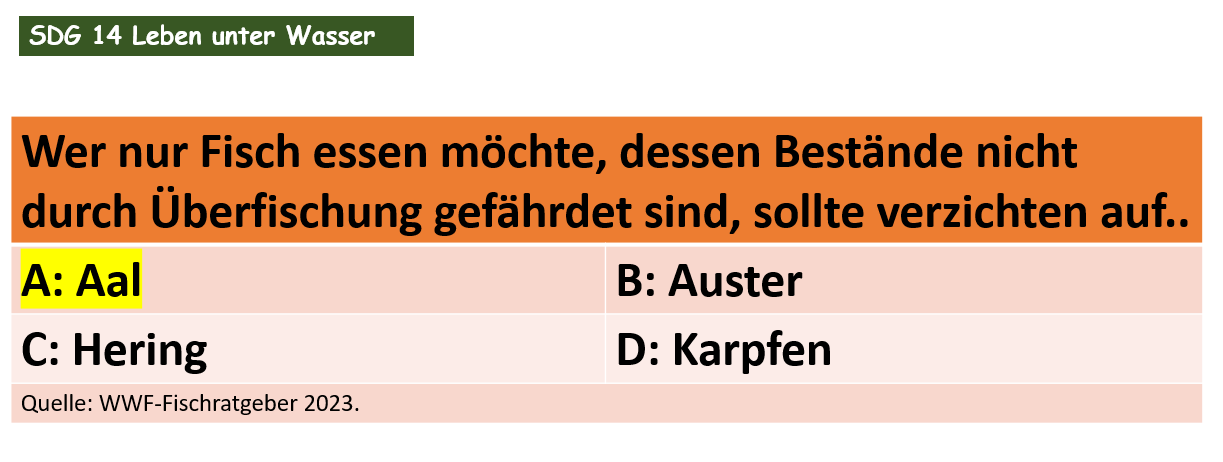 SDG 14 Leben unter Wasser
Wer nur Fisch essen möchte, dessen Bestände nicht
durch Überfischung gefährdet sind, sollte verzichten auf..
A: Aal
B: Auster
C: Hering
D: Karpfen
Quelle: WWF-Fischratgeber 2023.